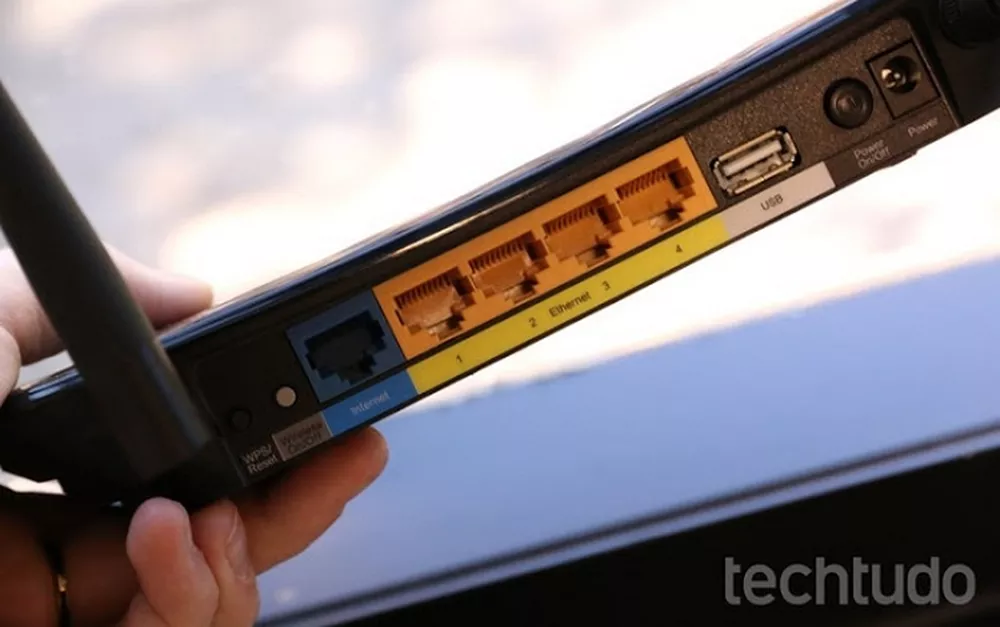 WPS/
Reset
Wireless
On/Off
Internet
1
2
Ethernet
3
4
USB
Power
On/Off
Power
techtudo